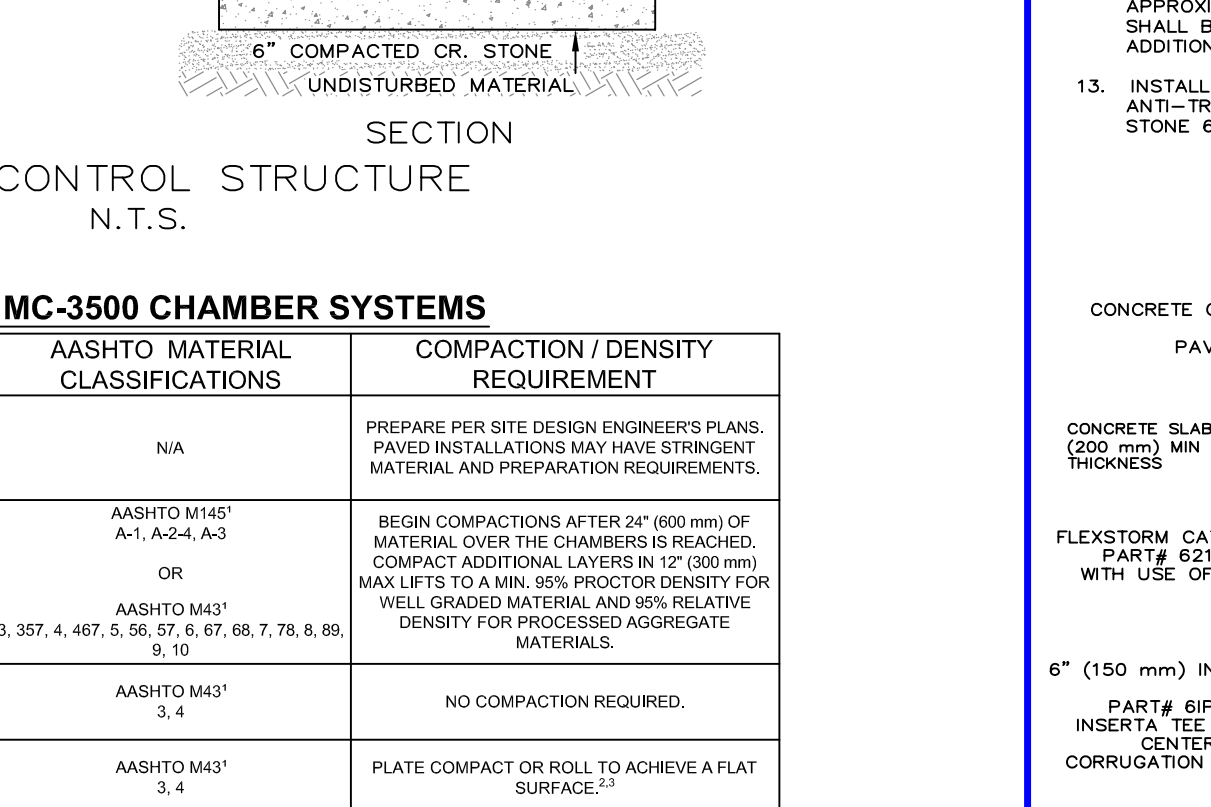 6" COMPACTED CR. STONE
UNDISTURBED MATERIAL
SECTION
CONTROL STRUCTURE
N.T.S.
MC-3500 CHAMBER SYSTEMS
AASHTO MATERIAL
CLASSIFICATIONS
COMPACTION / DENSITY
REQUIREMENT
N/A
PREPARE PER SITE DESIGN ENGINEER'S PLANS.
PAVED INSTALLATIONS MAY HAVE STRINGENT
MATERIAL AND PREPARATION REQUIREMENTS.
AASHTO M145¹
A-1, A-2-4, A-3
OR
AASHTO M43¹
3, 357, 4, 467, 5, 56, 57, 6, 67, 68, 7, 78, 8, 89,
9, 10
BEGIN COMPACTIONS AFTER 24" (600 mm) OF
MATERIAL OVER THE CHAMBERS IS REACHED.
COMPACT ADDITIONAL LAYERS IN 12" (300 mm)
MAX LIFTS TO A MIN. 95% PROCTOR DENSITY FOR
WELL GRADED MATERIAL AND 95% RELATIVE
DENSITY FOR PROCESSED AGGREGATE
MATERIALS.
AASHTO M43¹
3, 4
NO COMPACTION REQUIRED.
AASHTO M43¹
3, 4
PLATE COMPACT OR ROLL TO ACHIEVE A FLAT
SURFACE.²,³
APPROXI
SHALL B
ADDITION
13. INSTALL
ANTI-TR
STONE 6
CONCRETE C
PAV
CONCRETE SLAB
(200 mm) MIN
THICKNESS
FLEXSTORM CA
PART# 621
WITH USE OF
6" (150 mm) IN
PART# 6IP
INSERTA TEE
CENTER
CORRUGATION